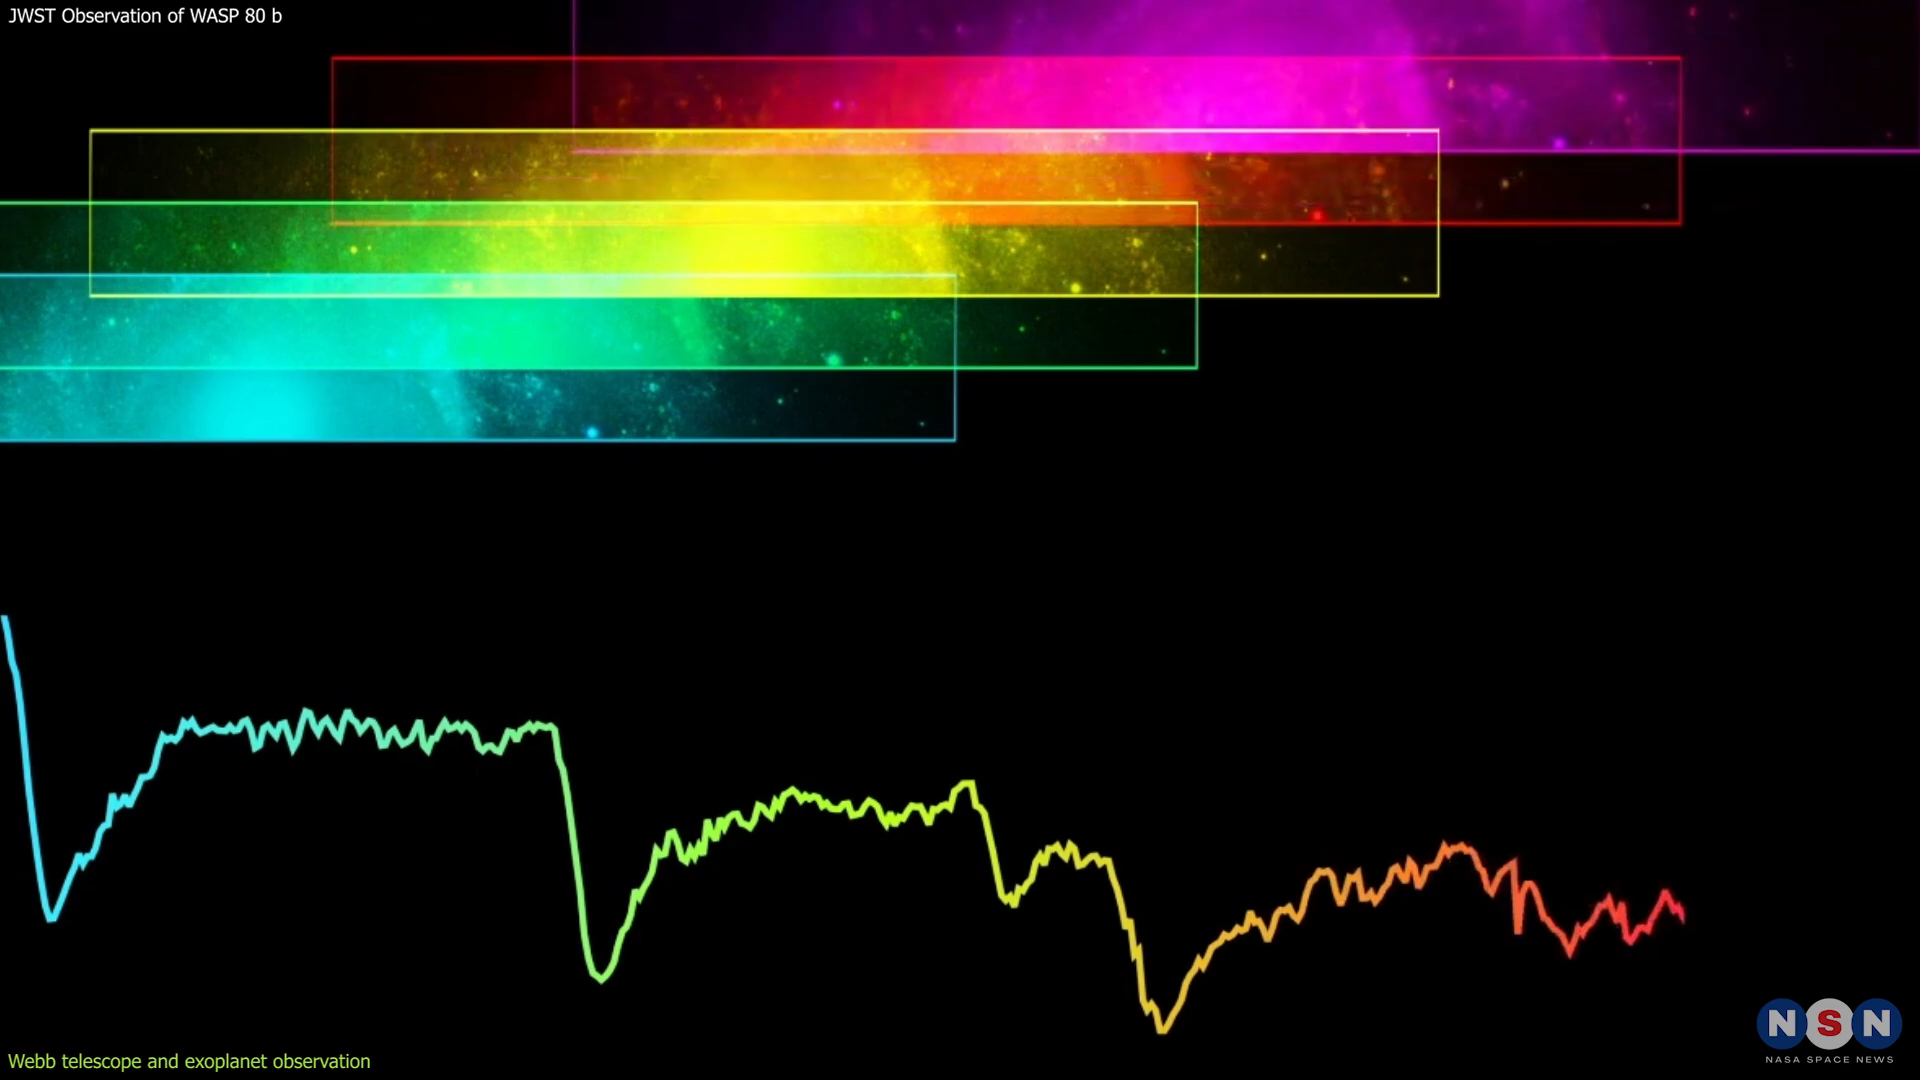 JWST Observation of WASP 80 b
NSN
NASA SPACE NEWS
Webb telescope and exoplanet observation